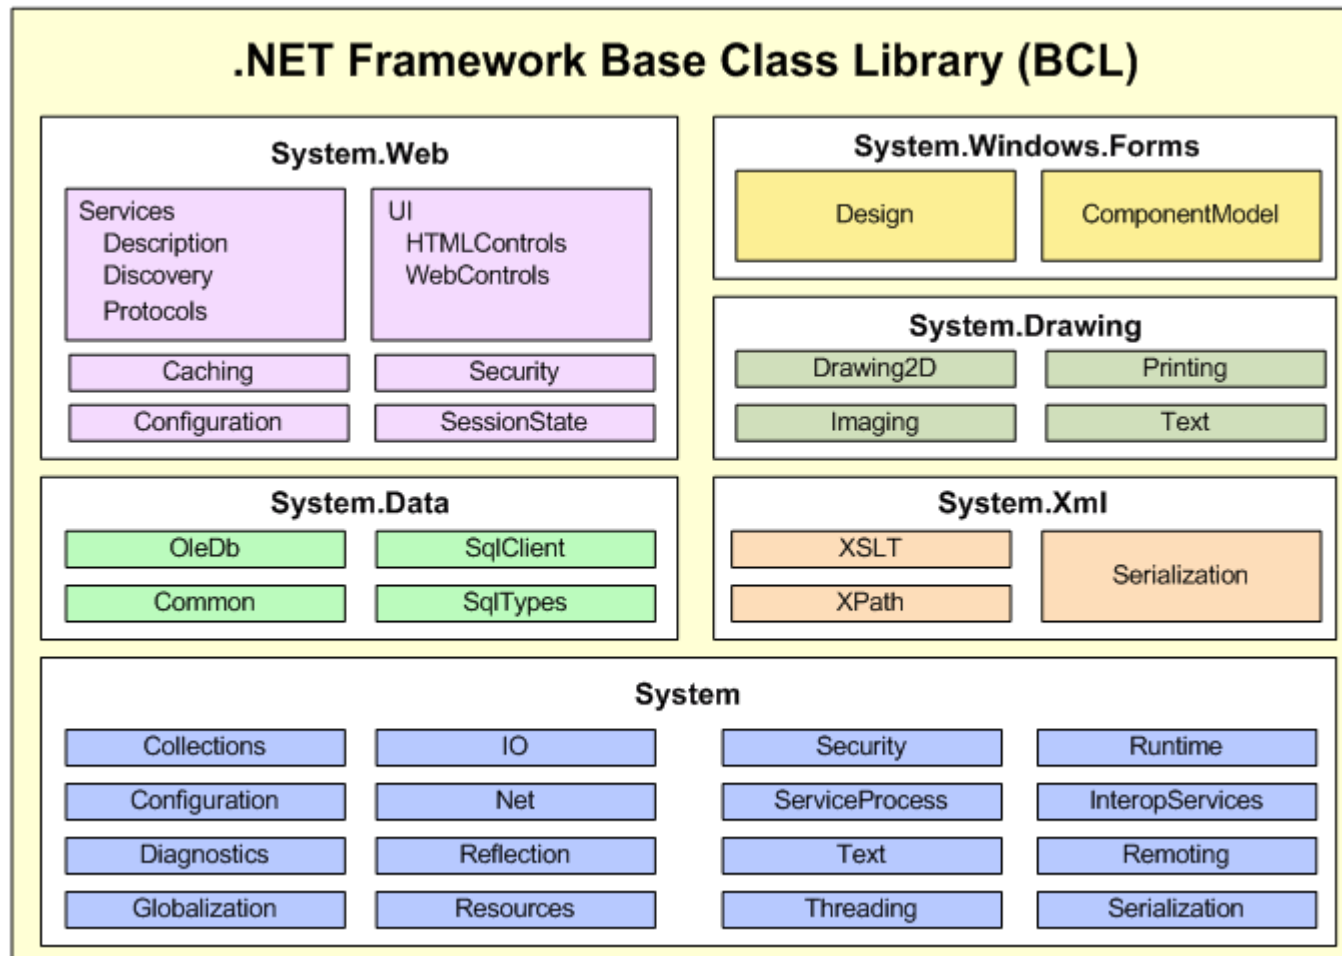 .NET Framework Base Class Library (BCL)
System.Web
Services
Description
Discovery
Protocols
UI
HTMLControls
WebControls
Caching
Security
Configuration
SessionState
System.Windows.Forms
Design
ComponentModel
System.Drawing
Drawing2D
Printing
Imaging
Text
System.Data
OleDb
SqlClient
Common
SqlTypes
System.Xml
XSLT
XPath
Serialization
System
Collections
IO
Security
Runtime
Configuration
Net
ServiceProcess
InteropServices
Diagnostics
Reflection
Text
Remoting
Globalization
Resources
Threading
Serialization